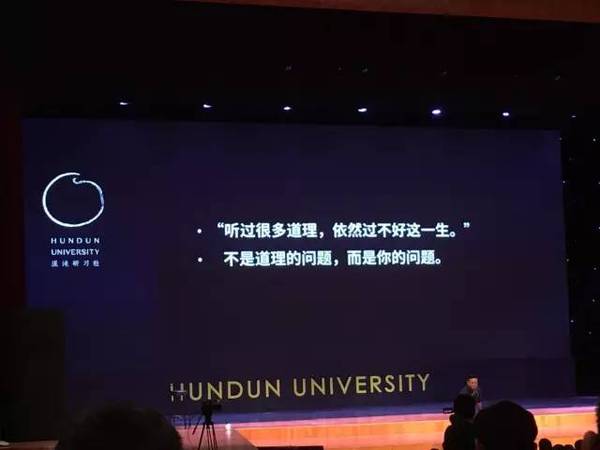 HUNDUN
UNIVERSITY
混沌研习社
• “听过很多道理，依然过不好这一生。”
• 不是道理的问题，而是你的问题。
HUNDUN UNIVERSITY